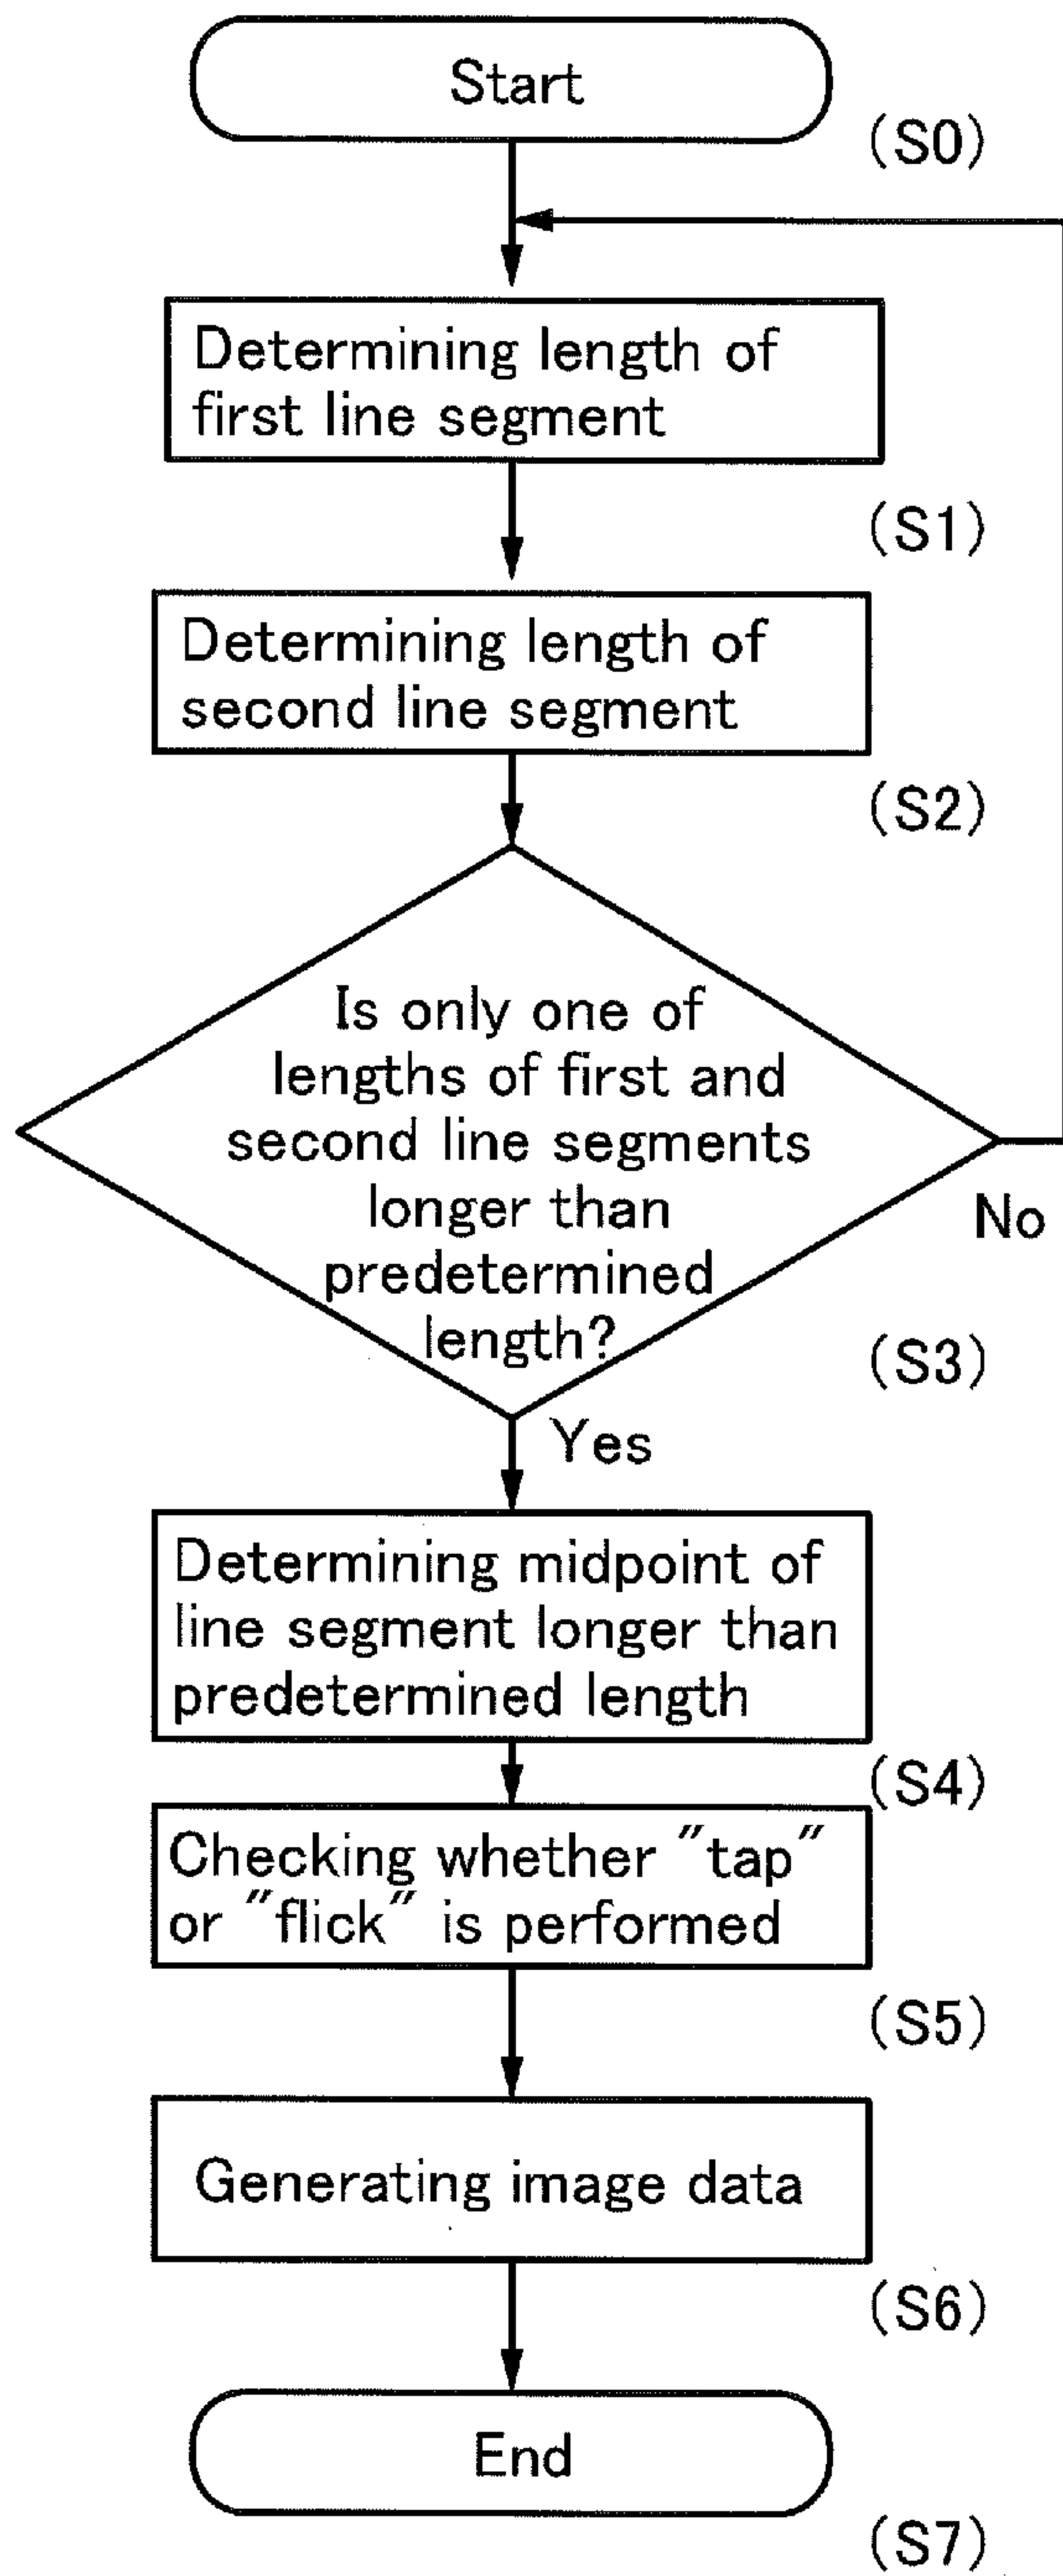 Start
(S0)
Determining length of
first line segment
(S1)
Determining length of
second line segment
(S2)
Is only one of
lengths of first and
second line segments
longer than
predetermined
length?
No
(S3)
Yes
Determining midpoint of
line segment longer than
predetermined length
(S4)
Checking whether "tap"
or "flick" is performed
(S5)
Generating image data
(S6)
End
(S7)